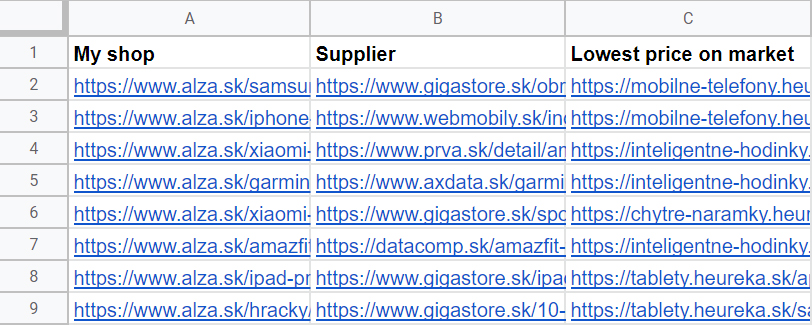 A B C
1 My shop Supplier Lowest price on market
2 https://www.alza.sk/samsu https://www.gigastore.sk/ob https://mobilne-telefony.heu
3 https://www.alza.sk/iphone- https://www.webmobily.sk/in https://mobilne-telefony.heu
4 https://www.alza.sk/xiaomi- https://www.prva.sk/detail/an https://inteligentne-hodinky.
5 https://www.alza.sk/garmin https://www.axdata.sk/garmi https://inteligentne-hodinky.
6 https://www.alza.sk/xiaomi- https://www.gigastore.sk/spo https://chytre-naramky.heur
7 https://www.alza.sk/amazfi https://datacomp.sk/amazfit- https://inteligentne-hodinky.
8 https://www.alza.sk/ipad-pr https://www.gigastore.sk/ipa https://tablety.heureka.sk/a
9 https://www.alza.sk/hracky/ https://www.gigastore.sk/10- https://tablety.heureka.sk/sa